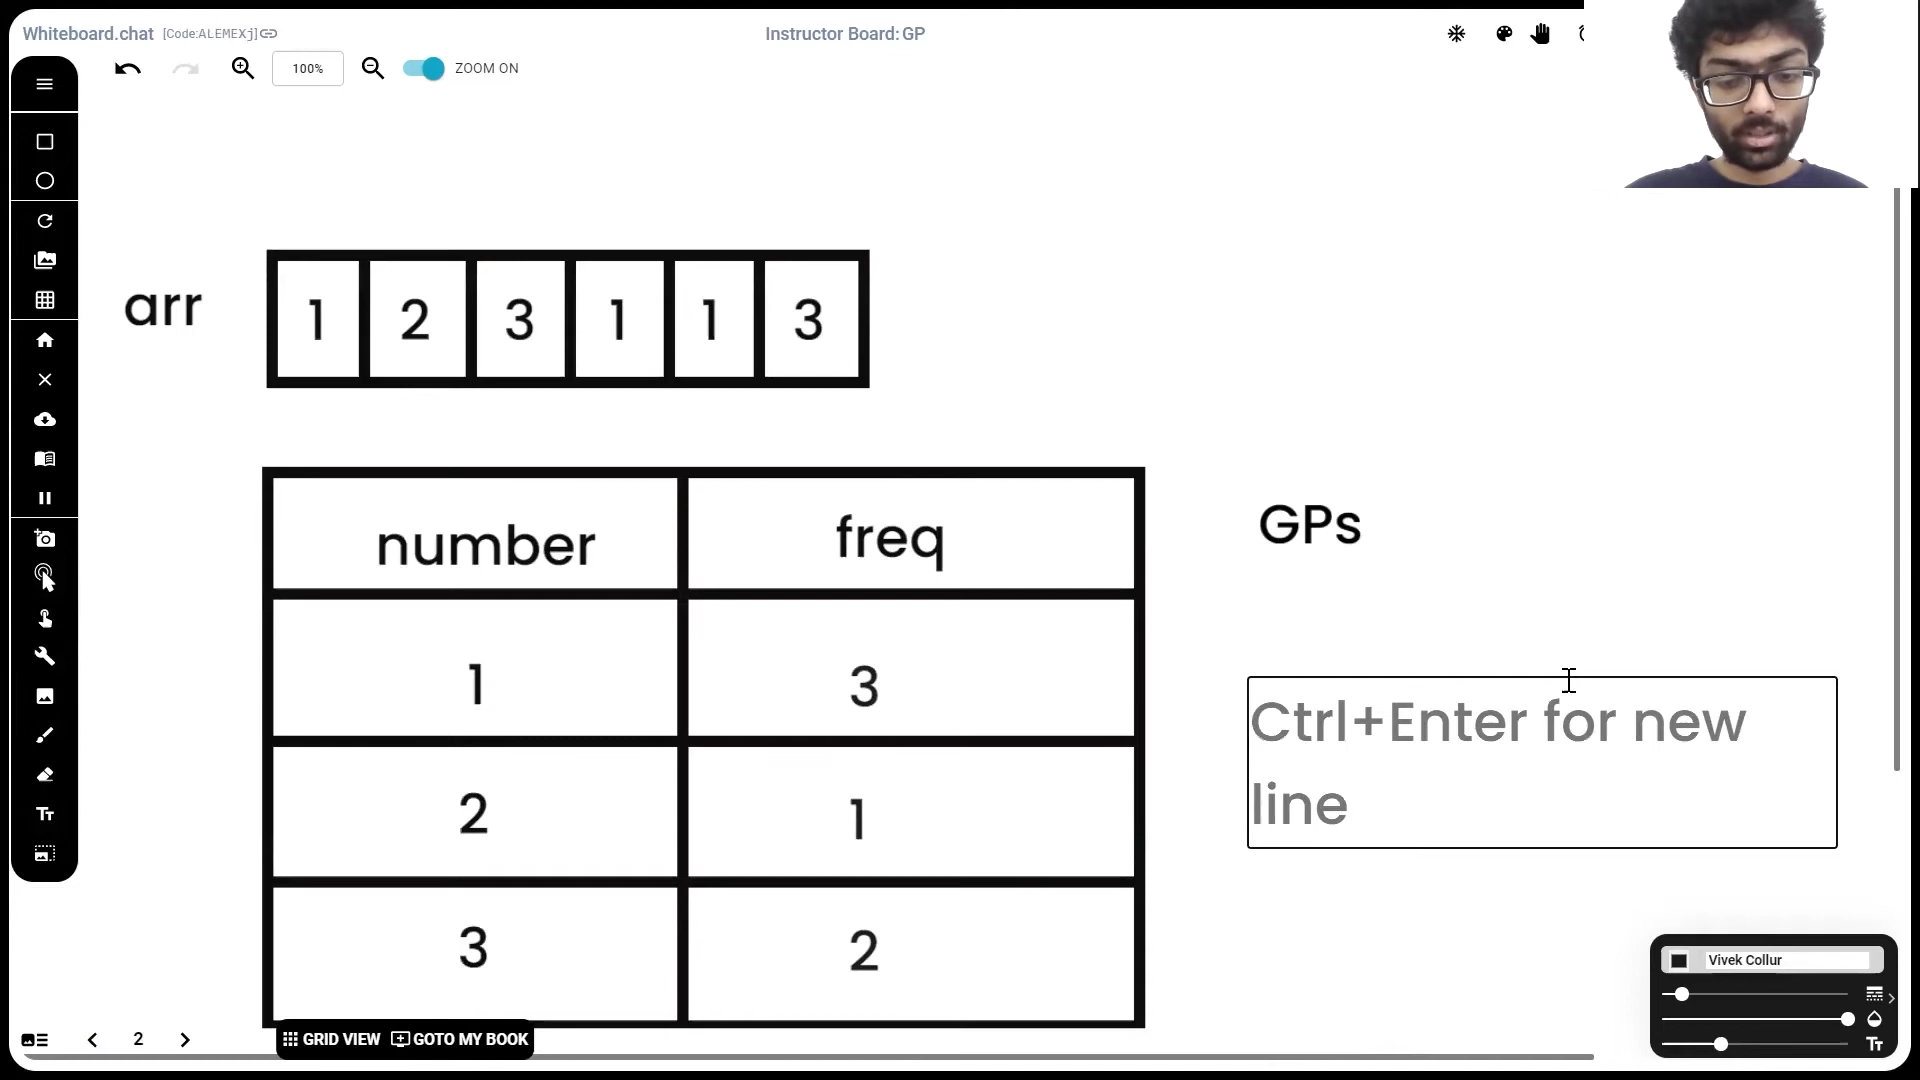 Whiteboard.chat [Code:ALEMEXj]
Instructor Board: GP
100%
ZOOM ON
arr
1 2 3 1 1 3
number freq
GPs
1 3
Ctrl+Enter for new
line
2 1
3 2
Vivek Collur
2
GRID VIEW GOTO MY BOOK
Tт
Tт